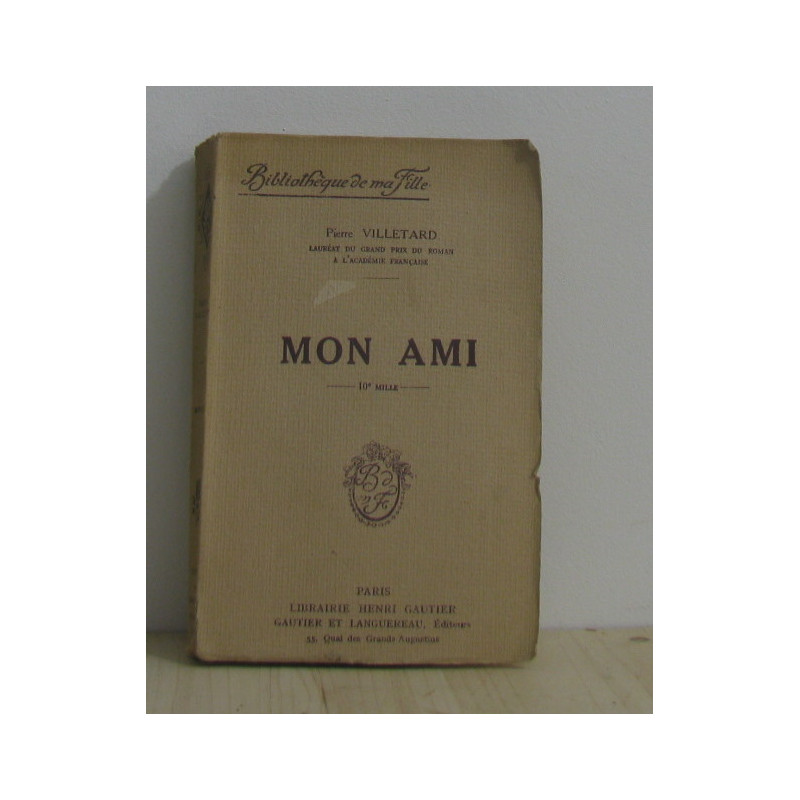 Bibliothèque de ma Fille
Pierre VILLETARD
LAURÉAT DU GRAND PRIX DU ROMAN
A L'ACADÉMIE FRANÇAISE
MON AMI
10e MILLE
B d
m F
PARIS
LIBRAIRIE HENRI GAUTIER
GAUTIER ET LANGUEREAU, Éditeurs
55, Quai des Grands-Augustins